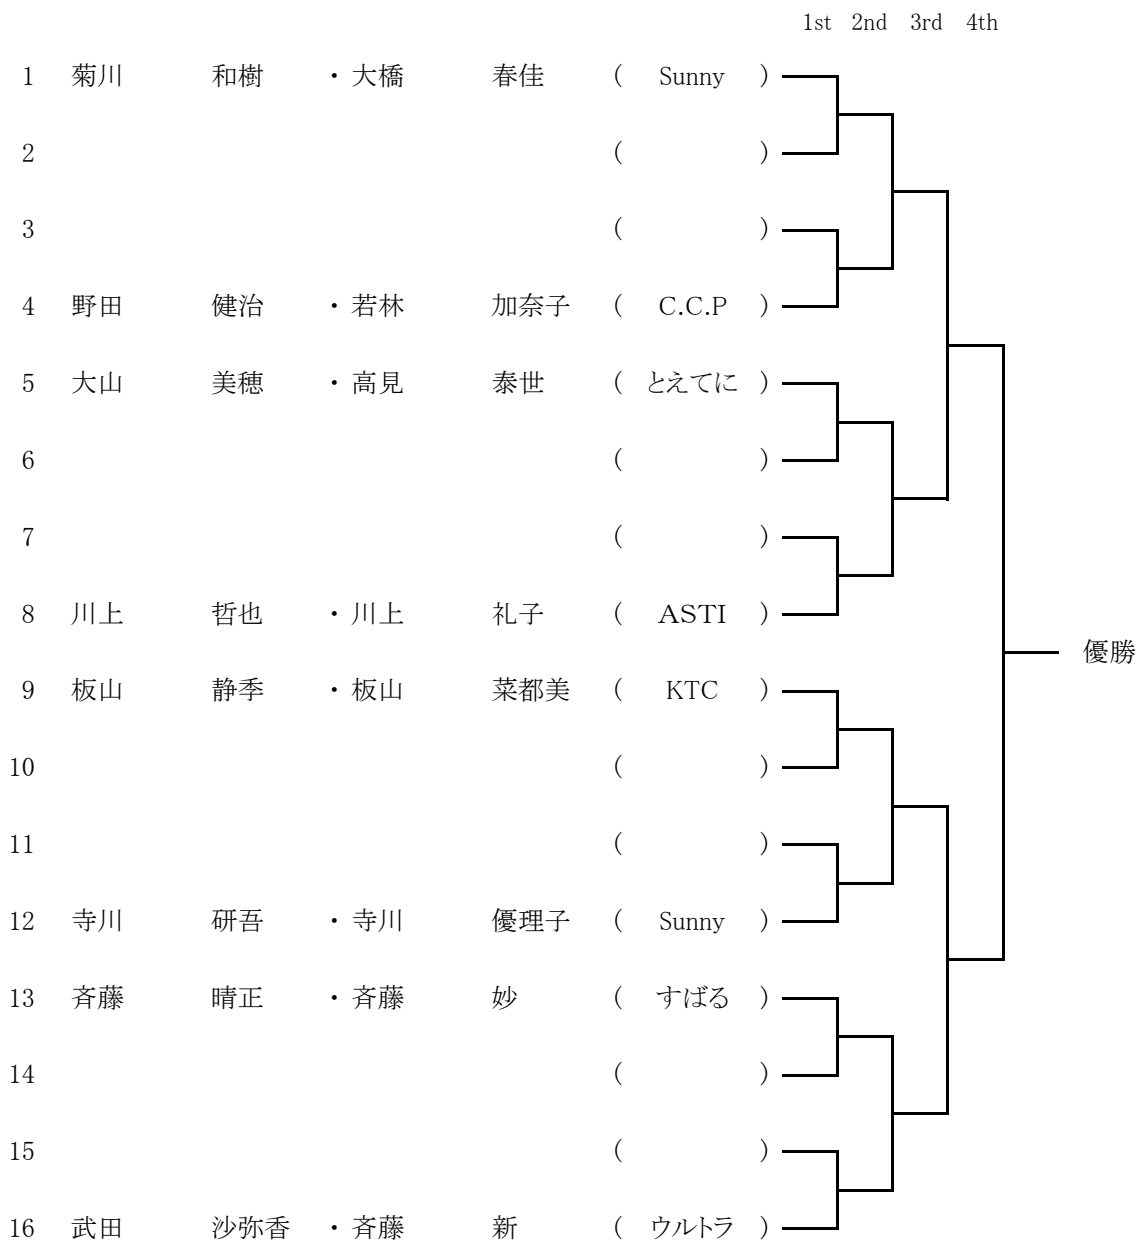 1st 2nd 3rd 4th
1 菊川 和樹 ・ 大橋 春佳 ( Sunny )
2 ( )
3 ( )
4 野田 健治 ・ 若林 加奈子 ( C.C.P )
5 大山 美穂 ・ 高見 泰世 ( とえてに )
6 ( )
7 ( )
8 川上 哲也 ・ 川上 礼子 ( ASTI )
優勝
9 板山 静季 ・ 板山 菜都美 ( KTC )
10 ( )
11 ( )
12 寺川 研吾 ・ 寺川 優理子 ( Sunny )
13 斉藤 晴正 ・ 斉藤 妙 ( すばる )
14 ( )
15 ( )
16 武田 沙弥香 ・ 斉藤 新 ( ウルトラ )